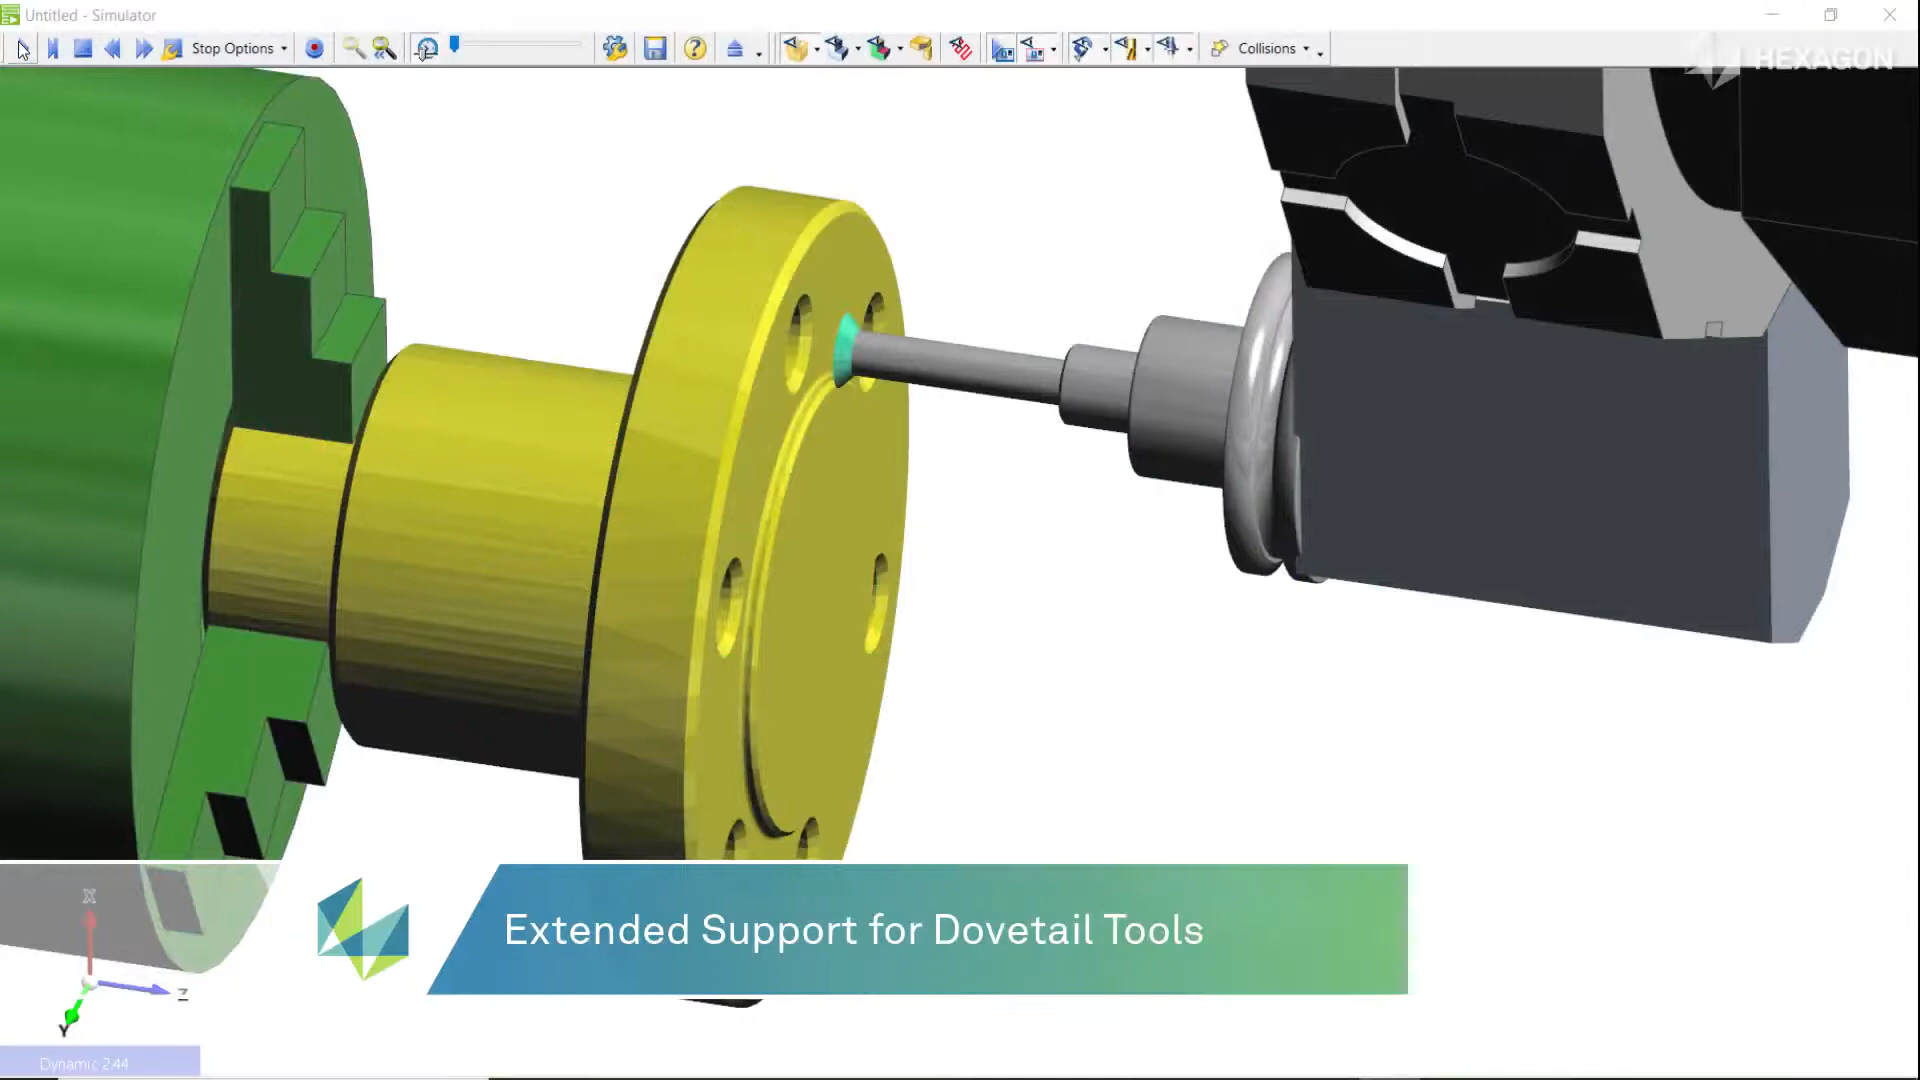 Untitled - Simulator
Stop Options
Collisions
HEXAGON
Extended Support for Dovetail Tools
X
Z
Y
Dynamic 2.44